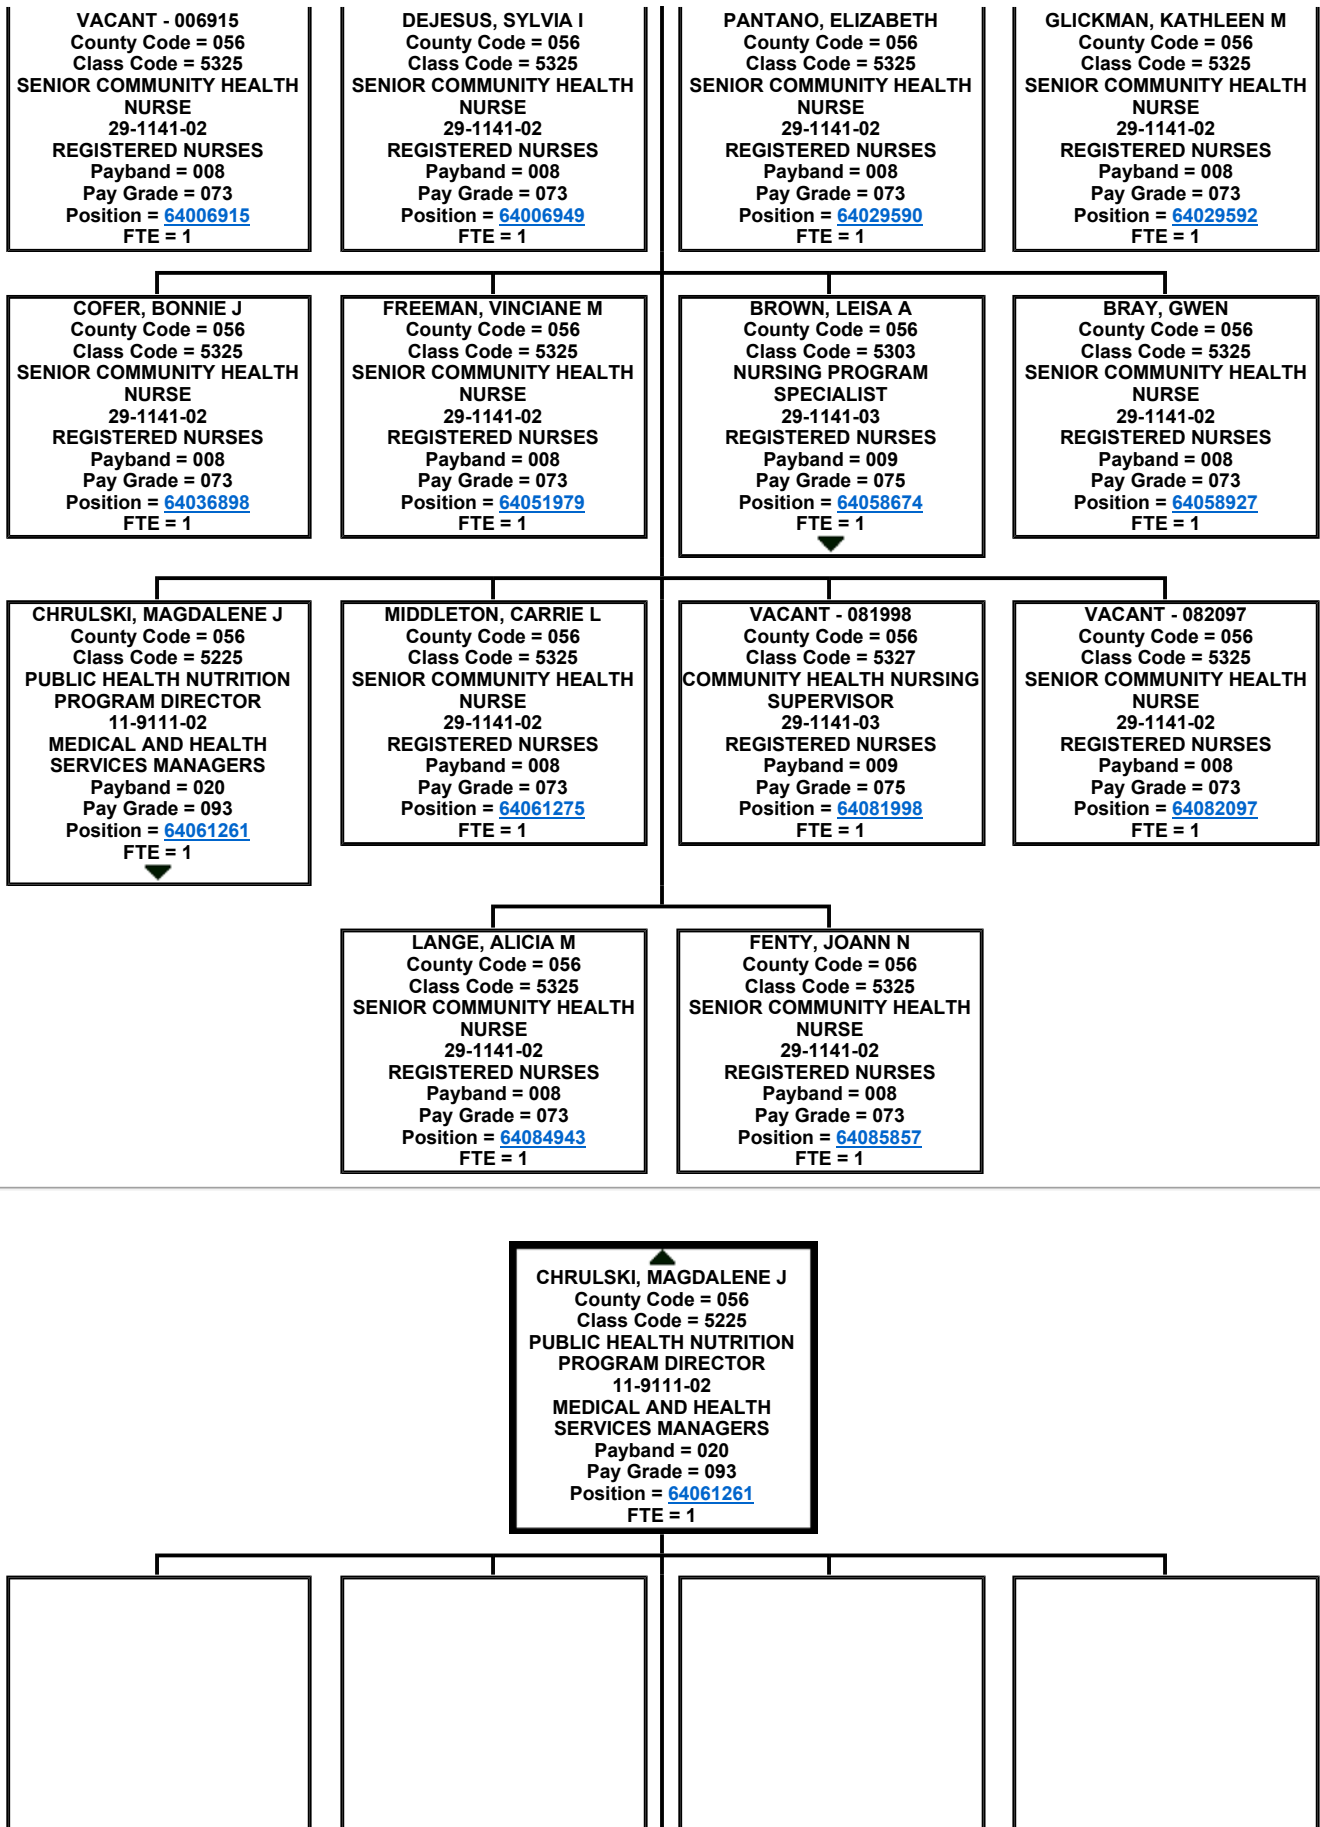 VACANT - 006915
County Code = 056
Class Code = 5325
SENIOR COMMUNITY HEALTH
NURSE
29-1141-02
REGISTERED NURSES
Payband = 008
Pay Grade = 073
Position = 64006915
FTE = 1
DEJESUS, SYLVIA I
County Code = 056
Class Code = 5325
SENIOR COMMUNITY HEALTH
NURSE
29-1141-02
REGISTERED NURSES
Payband = 008
Pay Grade = 073
Position = 64006949
FTE = 1
PANTANO, ELIZABETH
County Code = 056
Class Code = 5325
SENIOR COMMUNITY HEALTH
NURSE
29-1141-02
REGISTERED NURSES
Payband = 008
Pay Grade = 073
Position = 64029590
FTE = 1
GLICKMAN, KATHLEEN M
County Code = 056
Class Code = 5325
SENIOR COMMUNITY HEALTH
NURSE
29-1141-02
REGISTERED NURSES
Payband = 008
Pay Grade = 073
Position = 64029592
FTE = 1
COFER, BONNIE J
County Code = 056
Class Code = 5325
SENIOR COMMUNITY HEALTH
NURSE
29-1141-02
REGISTERED NURSES
Payband = 008
Pay Grade = 073
Position = 64036898
FTE = 1
FREEMAN, VINCIANE M
County Code = 056
Class Code = 5325
SENIOR COMMUNITY HEALTH
NURSE
29-1141-02
REGISTERED NURSES
Payband = 008
Pay Grade = 073
Position = 64051979
FTE = 1
BROWN, LEISA A
County Code = 056
Class Code = 5303
NURSING PROGRAM
SPECIALIST
29-1141-03
REGISTERED NURSES
Payband = 009
Pay Grade = 075
Position = 64058674
FTE = 1
BRAY, GWEN
County Code = 056
Class Code = 5325
SENIOR COMMUNITY HEALTH
NURSE
29-1141-02
REGISTERED NURSES
Payband = 008
Pay Grade = 073
Position = 64058927
FTE = 1
CHRULSKI, MAGDALENE J
County Code = 056
Class Code = 5225
PUBLIC HEALTH NUTRITION
PROGRAM DIRECTOR
11-9111-02
MEDICAL AND HEALTH
SERVICES MANAGERS
Payband = 020
Pay Grade = 093
Position = 64061261
FTE = 1
MIDDLETON, CARRIE L
County Code = 056
Class Code = 5325
SENIOR COMMUNITY HEALTH
NURSE
29-1141-02
REGISTERED NURSES
Payband = 008
Pay Grade = 073
Position = 64061275
FTE = 1
VACANT - 081998
County Code = 056
Class Code = 5327
COMMUNITY HEALTH NURSING
SUPERVISOR
29-1141-03
REGISTERED NURSES
Payband = 009
Pay Grade = 075
Position = 64081998
FTE = 1
VACANT - 082097
County Code = 056
Class Code = 5325
SENIOR COMMUNITY HEALTH
NURSE
29-1141-02
REGISTERED NURSES
Payband = 008
Pay Grade = 073
Position = 64082097
FTE = 1
LANGE, ALICIA M
County Code = 056
Class Code = 5325
SENIOR COMMUNITY HEALTH
NURSE
29-1141-02
REGISTERED NURSES
Payband = 008
Pay Grade = 073
Position = 64084943
FTE = 1
FENTY, JOANN N
County Code = 056
Class Code = 5325
SENIOR COMMUNITY HEALTH
NURSE
29-1141-02
REGISTERED NURSES
Payband = 008
Pay Grade = 073
Position = 64085857
FTE = 1
CHRULSKI, MAGDALENE J
County Code = 056
Class Code = 5225
PUBLIC HEALTH NUTRITION
PROGRAM DIRECTOR
11-9111-02
MEDICAL AND HEALTH
SERVICES MANAGERS
Payband = 020
Pay Grade = 093
Position = 64061261
FTE = 1